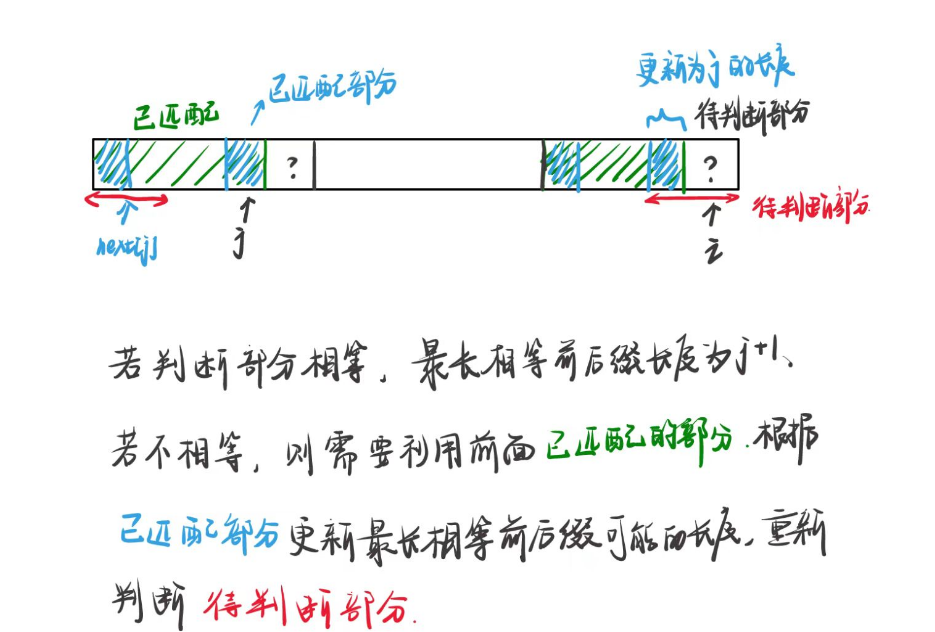 更新为j的长度
已匹配部分
已匹配
待判断部分
?
?
待判断部分
next[j]
j
i
若判断部分相等,最长相等前后缀长度为j+1、
若不相等,则需要利用前面已匹配的部分.根据
已匹配部分更新最长相等前后缀可能的长度,重新
判断 待判断部分.